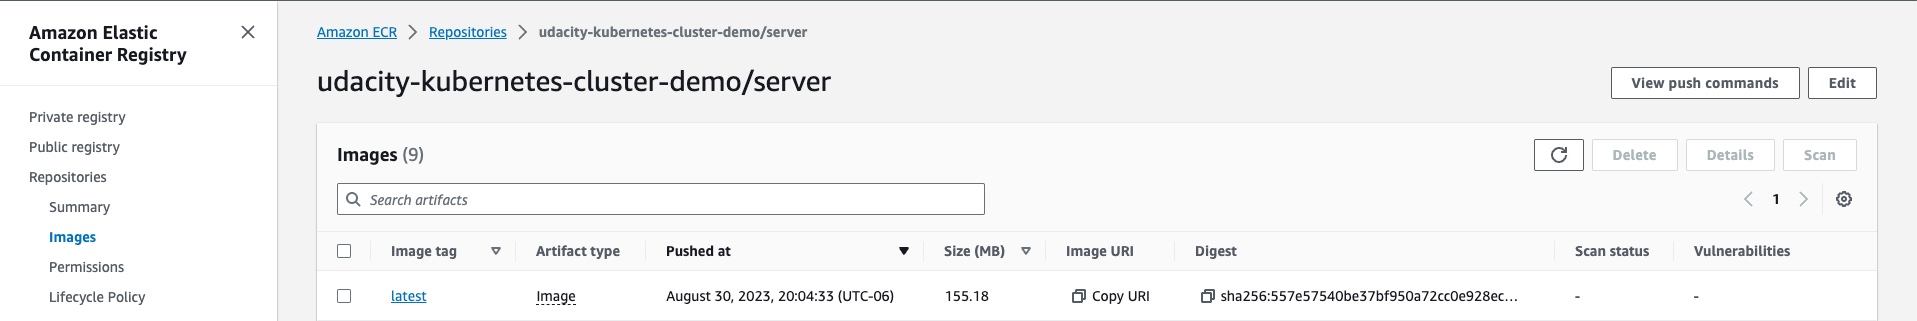 Amazon Elastic
Container Registry
Private registry
Public registry
Repositories
Summary
Images
Permissions
Lifecycle Policy
Amazon ECR > Repositories > udacity-kubernetes-cluster-demo/server
udacity-kubernetes-cluster-demo/server
View push commands Edit
Images (9)
Delete Details Scan
Search artifacts
1
Image tag Artifact type Pushed at Size (MB) Image URI Digest Scan status Vulnerabilities
latest Image August 30, 2023, 20:04:33 (UTC-06) 155.18 Copy URI sha256:557e57540be37bf950a72cc0e928ec... - -